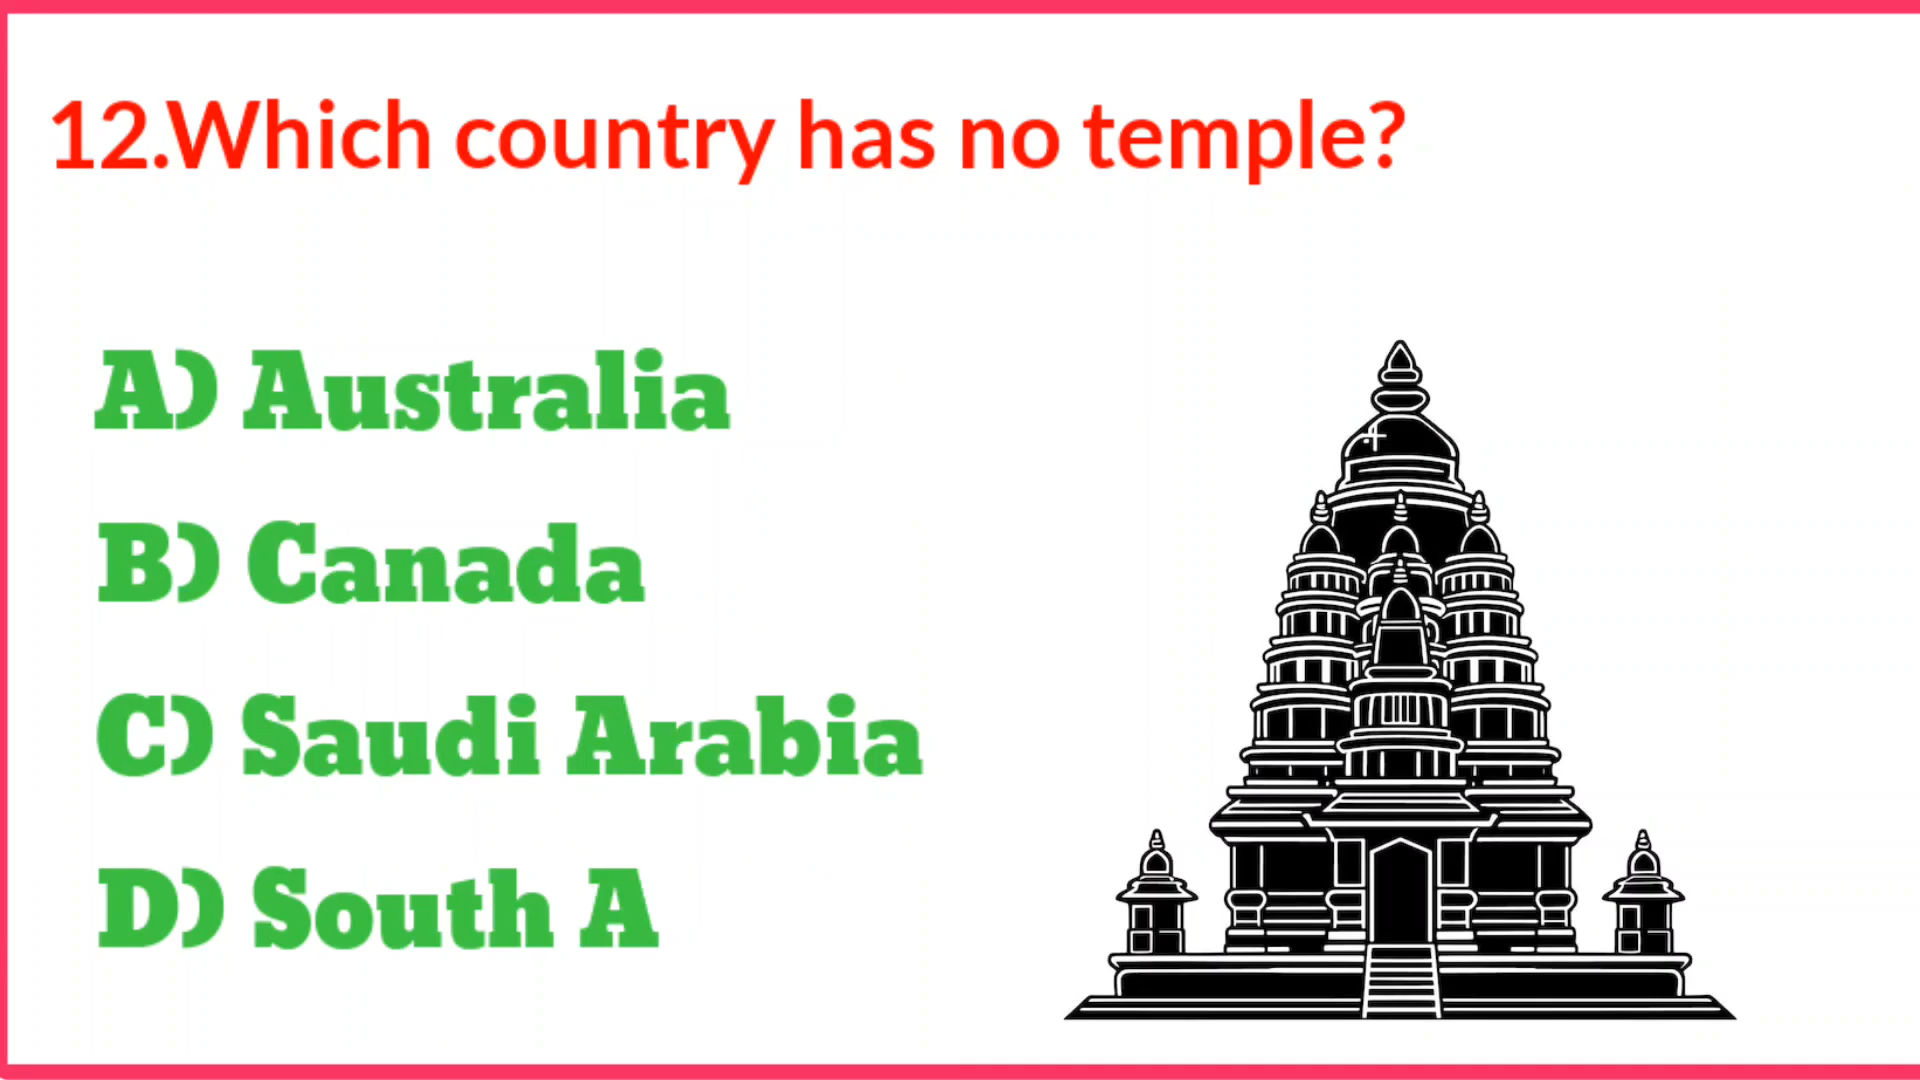 12.Which country has no temple?
A) Australia
B) Canada
C) Saudi Arabia
D) South A